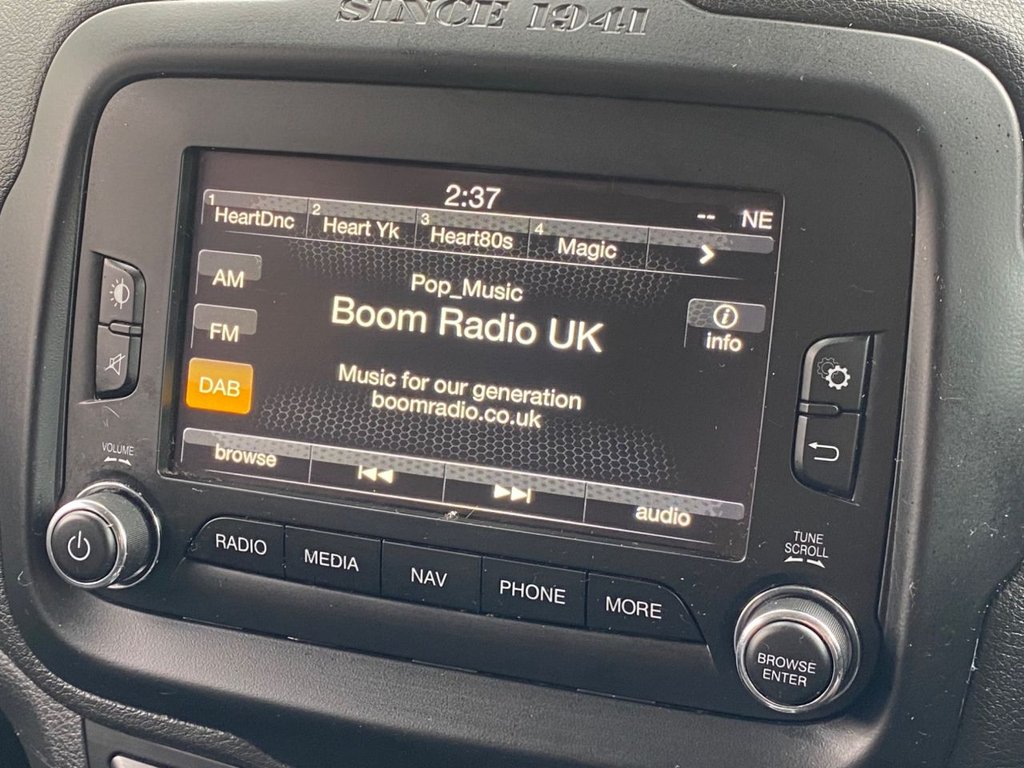 SINCE 1941
2:37
-- NE
1 HeartDnc
2 Heart Yk
3 Heart80s
4 Magic
AM
Pop_Music
Boom Radio UK
info
FM
DAB
Music for our generation
boomradio.co.uk
browse
audio
VOLUME
TUNE
SCROLL
RADIO
MEDIA
NAV
PHONE
MORE
BROWSE
ENTER